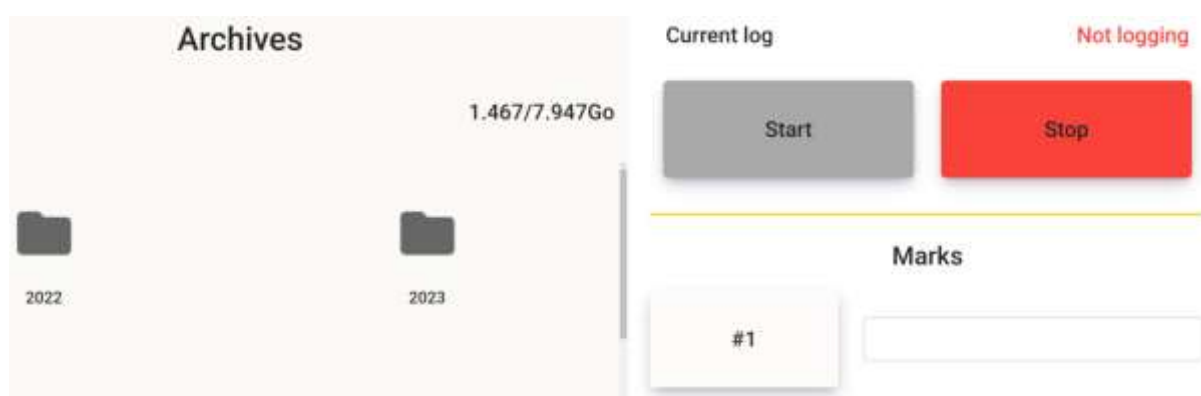 Archives
1.467/7.947Go
2022
2023
Current log
Not logging
Start
Stop
Marks
#1